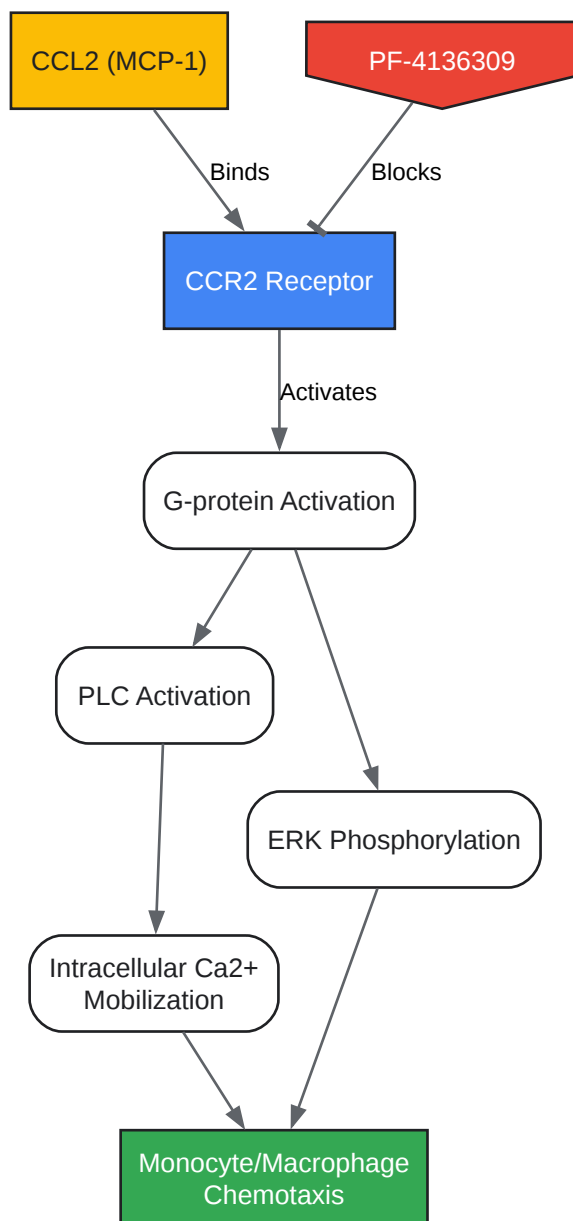 CCL2 (MCP-1)
PF-4136309
Binds
Blocks
CCR2 Receptor
Activates
G-protein Activation
PLC Activation
ERK Phosphorylation
Intracellular Ca2+
Mobilization
Monocyte/Macrophage
Chemotaxis